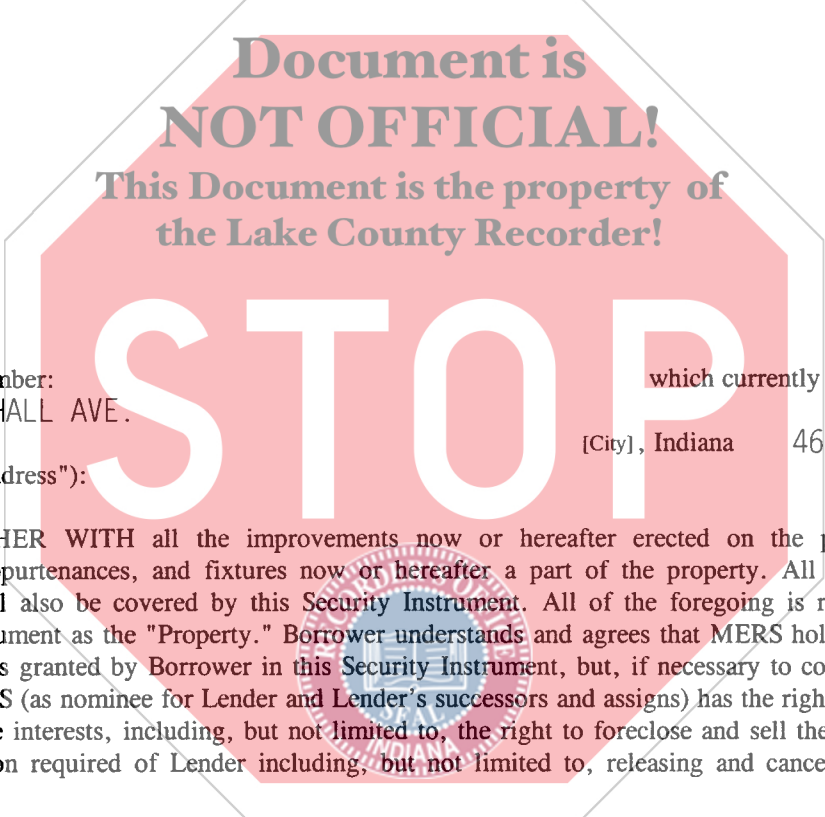 Document is
NOT OFFICIAL!
This Document is the property of
the Lake County Recorder!
STOP
mber: which currently
HALL AVE.
[City] , Indiana 46
dress"):
HER WITH all the improvements now or hereafter erected on the p
purtenances, and fixtures now or hereafter a part of the property. All
l also be covered by this Security Instrument. All of the foregoing is r
ument as the "Property." Borrower understands and agrees that MERS hol
s granted by Borrower in this Security Instrument, but, if necessary to co
S (as nominee for Lender and Lender's successors and assigns) has the righ
e interests, including, but not limited to, the right to foreclose and sell the
on required of Lender including, but not limited to, releasing and cance
RECORDER'S OFFICE
SEAL
INDIANA